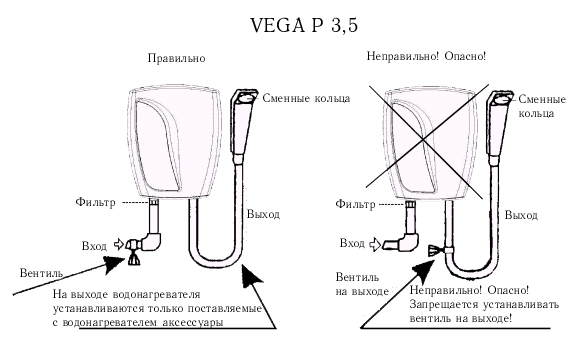 VEGA P 3,5
Правильно
Сменные кольца
Фильтр
Выход
Вход
Вентиль
На выходе водонагревателя
устанавливаются только поставляемые
с водонагревателем аксессуары
Неправильно! Опасно!
Сменные
кольца
Фильтр
Выход
Вход
Вентиль
на выходе
Неправильно! Опасно!
Запрещается устанавливать
вентиль на выходе!